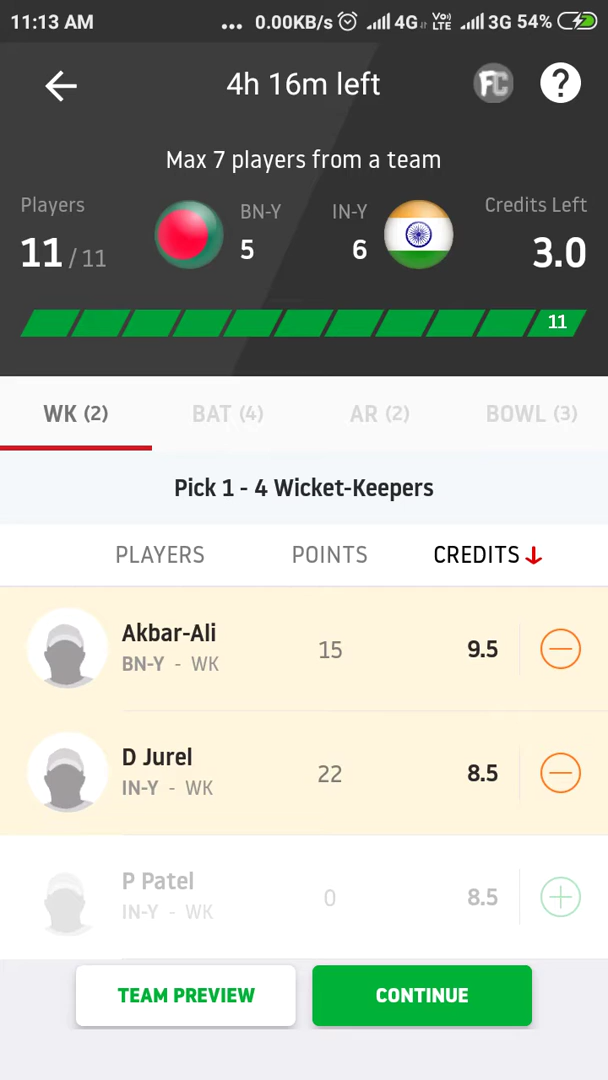 11:13 AM ... 0.00KB/s 4G VoLTE 3G 54%
4h 16m left FC ?
Max 7 players from a team
Players BN-Y IN-Y Credits Left
11 / 11 5 6 3.0
11
WK (2) BAT (4) AR (2) BOWL (3)
Pick 1 - 4 Wicket-Keepers
PLAYERS POINTS CREDITS
Akbar-Ali 15 9.5
BN-Y - WK
D Jurel 22 8.5
IN-Y - WK
P Patel 0 8.5
IN-Y - WK
TEAM PREVIEW CONTINUE